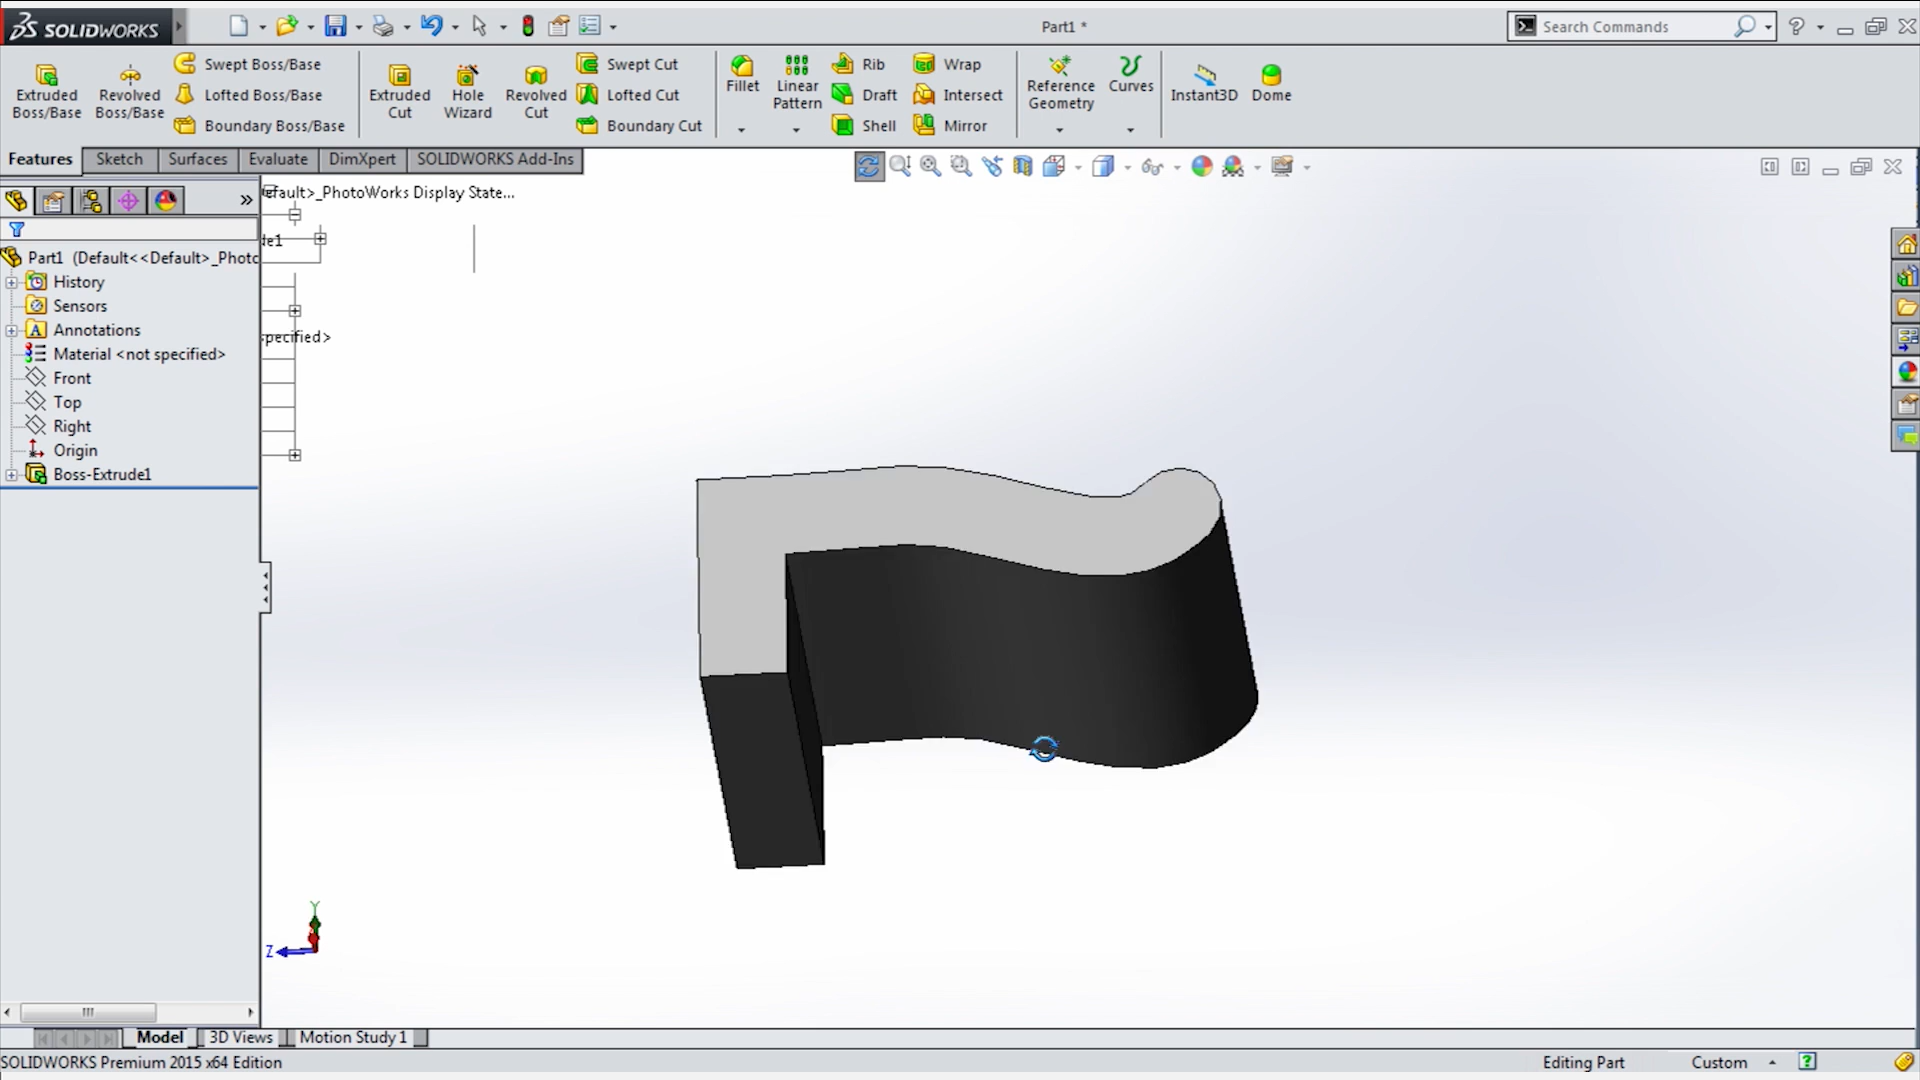 SOLIDWORKS
Part1 *
Search Commands
Extruded Boss/Base
Revolved Boss/Base
Swept Boss/Base
Lofted Boss/Base
Boundary Boss/Base
Extruded Cut
Hole Wizard
Revolved Cut
Swept Cut
Lofted Cut
Boundary Cut
Fillet
Linear Pattern
Rib
Draft
Shell
Wrap
Intersect
Mirror
Reference Geometry
Curves
Instant3D
Dome
Features
Sketch
Surfaces
Evaluate
DimXpert
SOLIDWORKS Add-Ins
efault>_PhotoWorks Display State...
de1
specified>
Part1 (Default<<Default>_Photo
History
Sensors
Annotations
Material <not specified>
Front
Top
Right
Origin
Boss-Extrude1
Y
Z
Model
3D Views
Motion Study 1
SOLIDWORKS Premium 2015 x64 Edition
Editing Part
Custom